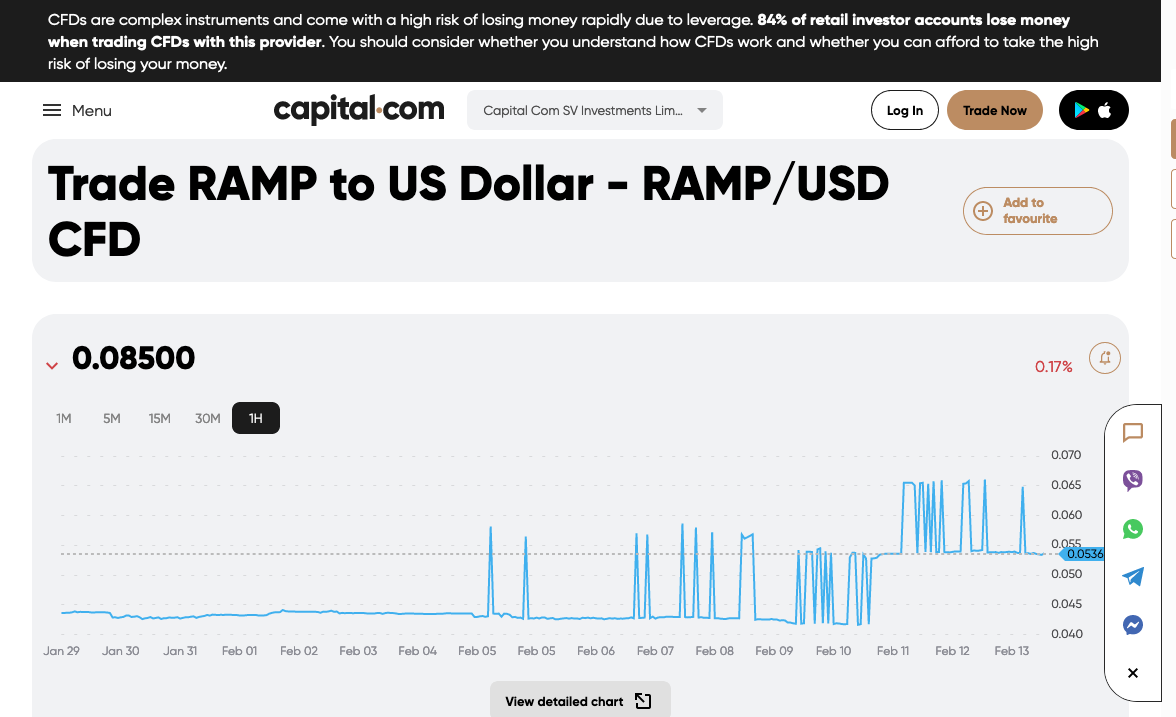 CFDs are complex instruments and come with a high risk of losing money rapidly due to leverage. 84% of retail investor accounts lose money
when trading CFDs with this provider. You should consider whether you understand how CFDs work and whether you can afford to take the high
risk of losing your money.
Menu
capital.com
Capital Com SV Investments Lim...
Log In
Trade Now
Trade RAMP to US Dollar - RAMP/USD
CFD
Add to
favourite
0.08500
0.17%
1M 5M 15M 30M 1H
0.070
0.065
0.060
0.055
0.0536
0.050
0.045
0.040
Jan 29 Jan 30 Jan 31 Feb 01 Feb 02 Feb 03 Feb 04 Feb 05 Feb 05 Feb 06 Feb 07 Feb 08 Feb 09 Feb 10 Feb 11 Feb 12 Feb 13
View detailed chart